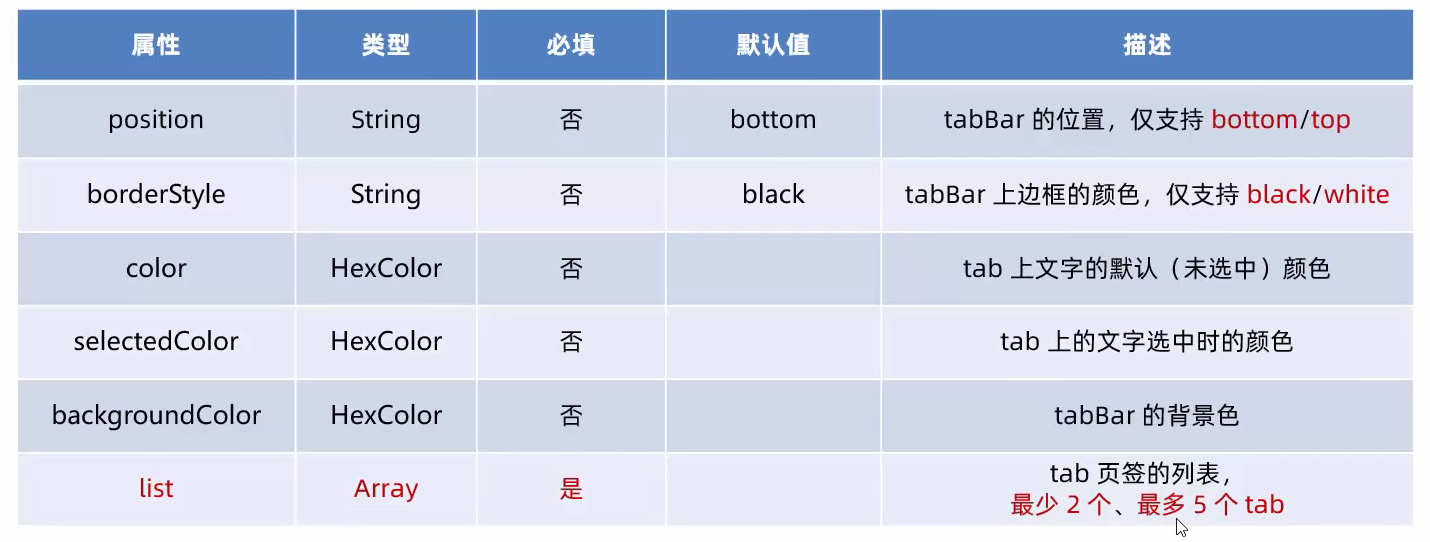 属性 类型 必填 默认值 描述
position String 否 bottom tabBar 的位置，仅支持 bottom/top
borderStyle String 否 black tabBar 上边框的颜色，仅支持 black/white
color HexColor 否 tab 上文字的默认（未选中）颜色
selectedColor HexColor 否 tab 上的文字选中时的颜色
backgroundColor HexColor 否 tabBar 的背景色
list Array 是 tab 页签的列表，
最少 2 个、最多 5 个 tab